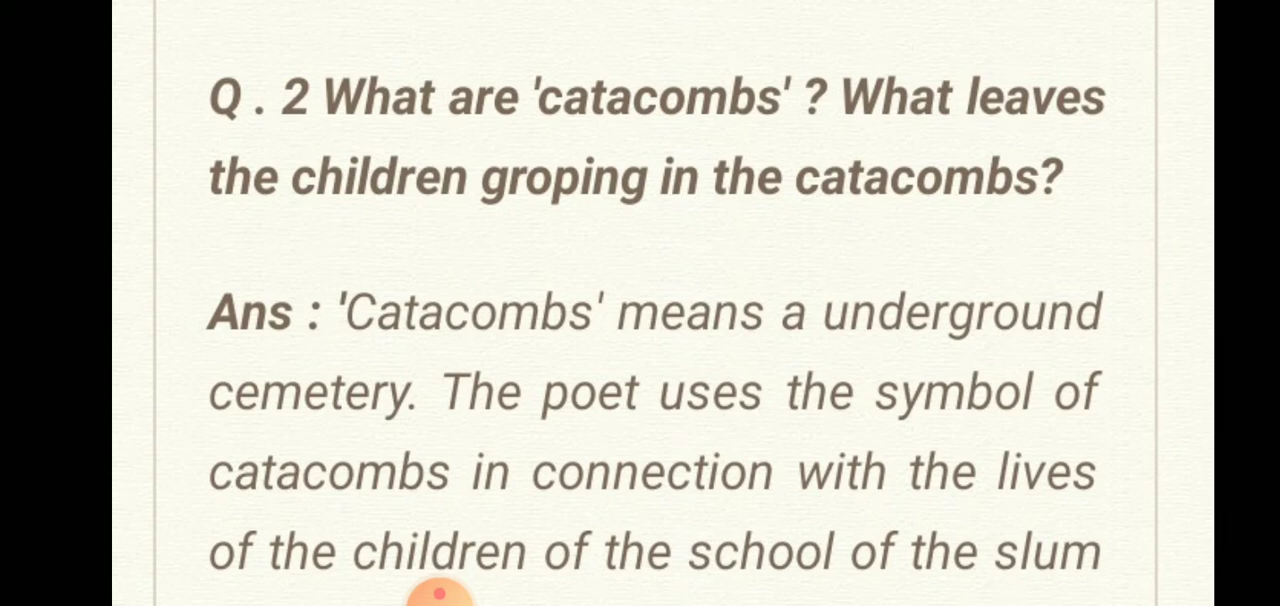 Q . 2 What are 'catacombs' ? What leaves
the children groping in the catacombs?
Ans : 'Catacombs' means a underground
cemetery. The poet uses the symbol of
catacombs in connection with the lives
of the children of the school of the slum